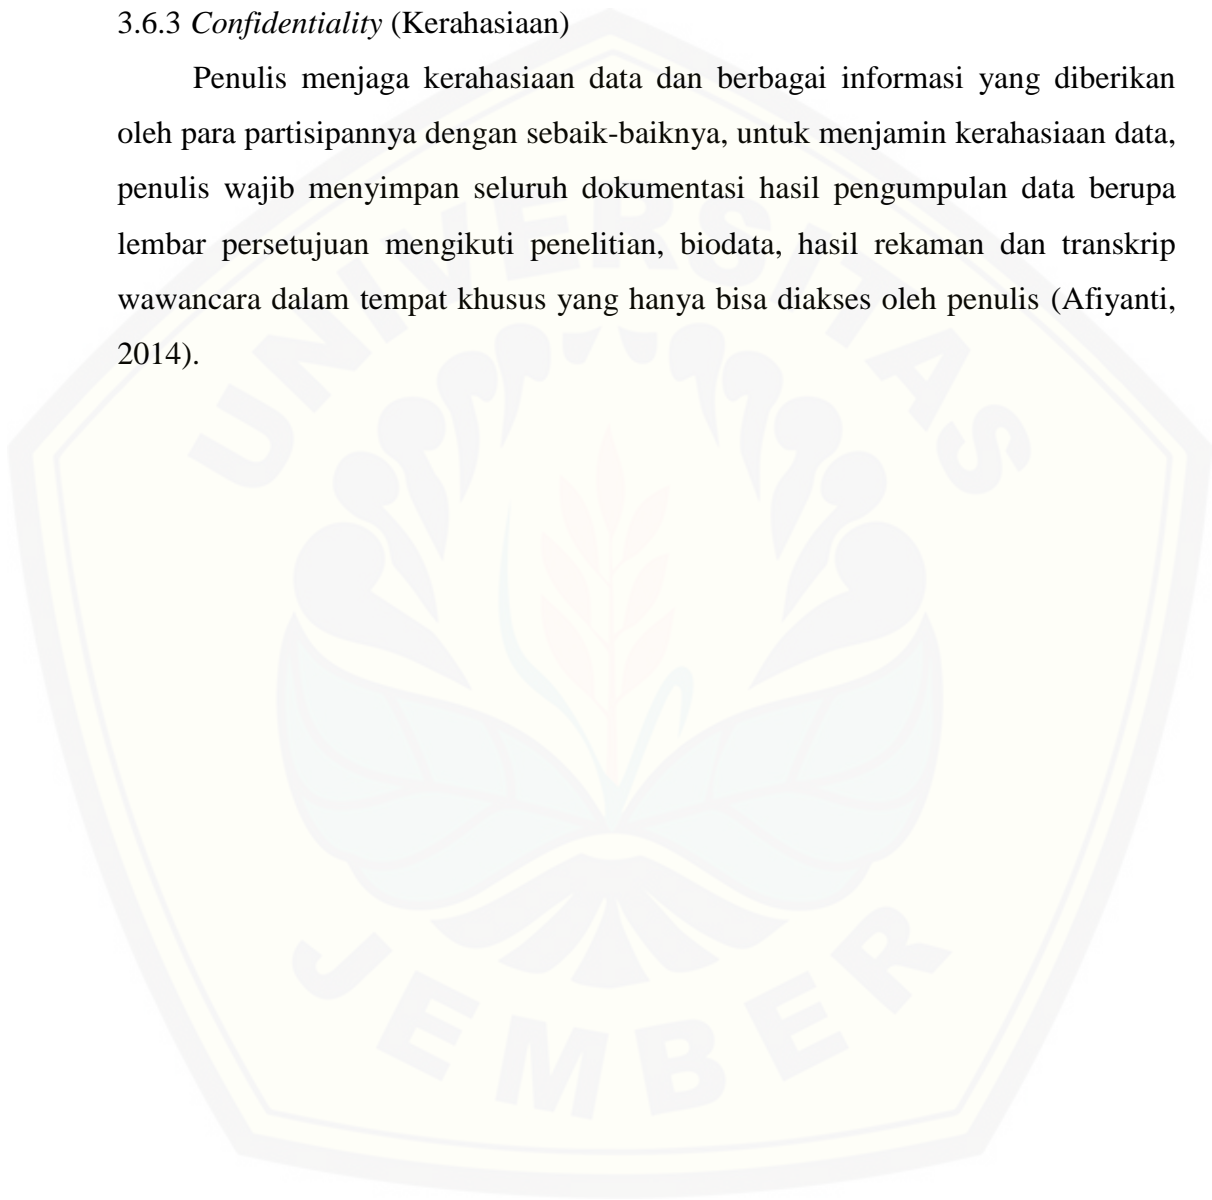 3.6.3 Confidentiality (Kerahasiaan)
Penulis menjaga kerahasiaan data dan berbagai informasi yang diberikan
oleh para partisipannya dengan sebaik-baiknya, untuk menjamin kerahasiaan data,
penulis wajib menyimpan seluruh dokumentasi hasil pengumpulan data berupa
lembar persetujuan mengikuti penelitian, biodata, hasil rekaman dan transkrip
wawancara dalam tempat khusus yang hanya bisa diakses oleh penulis (Afiyanti,
2014).
UNIVERSITAS
JEMBER